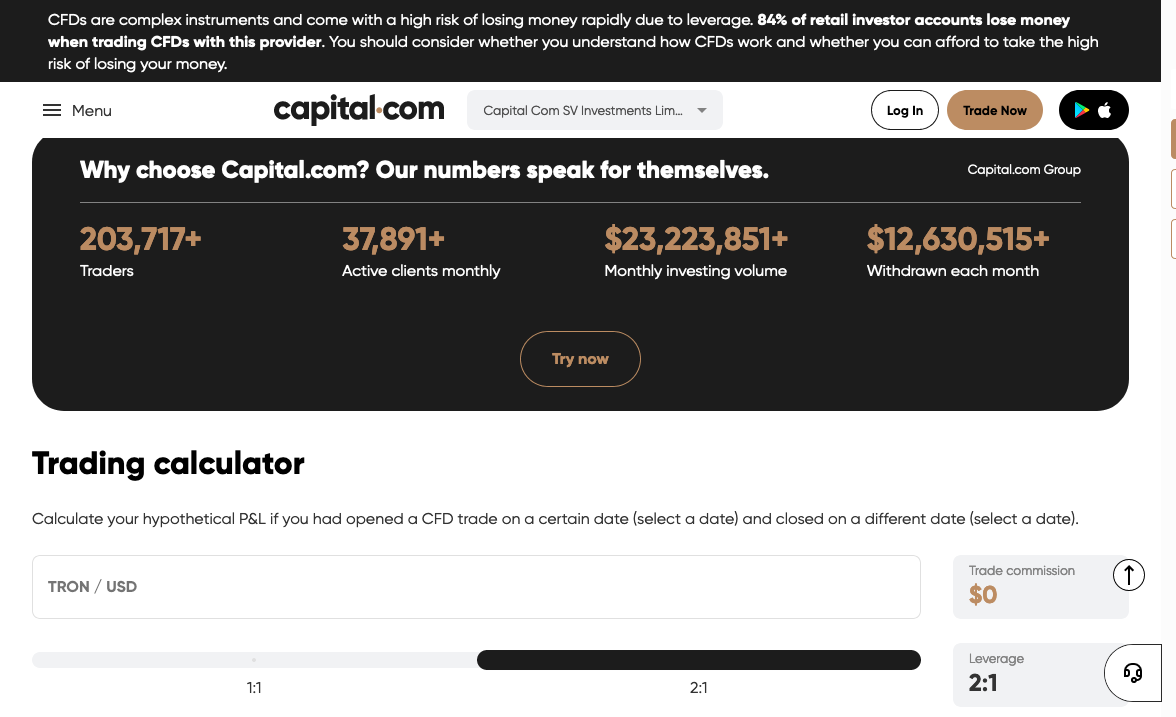 CFDs are complex instruments and come with a high risk of losing money rapidly due to leverage. 84% of retail investor accounts lose money
when trading CFDs with this provider. You should consider whether you understand how CFDs work and whether you can afford to take the high
risk of losing your money.
Menu
capital.com
Capital Com SV Investments Lim...
Log In
Trade Now
Why choose Capital.com? Our numbers speak for themselves.
Capital.com Group
203,717+
Traders
37,891+
Active clients monthly
$23,223,851+
Monthly investing volume
$12,630,515+
Withdrawn each month
Try now
Trading calculator
Calculate your hypothetical P&L if you had opened a CFD trade on a certain date (select a date) and closed on a different date (select a date).
TRON / USD
Trade commission
$0
1:1
2:1
Leverage
2:1